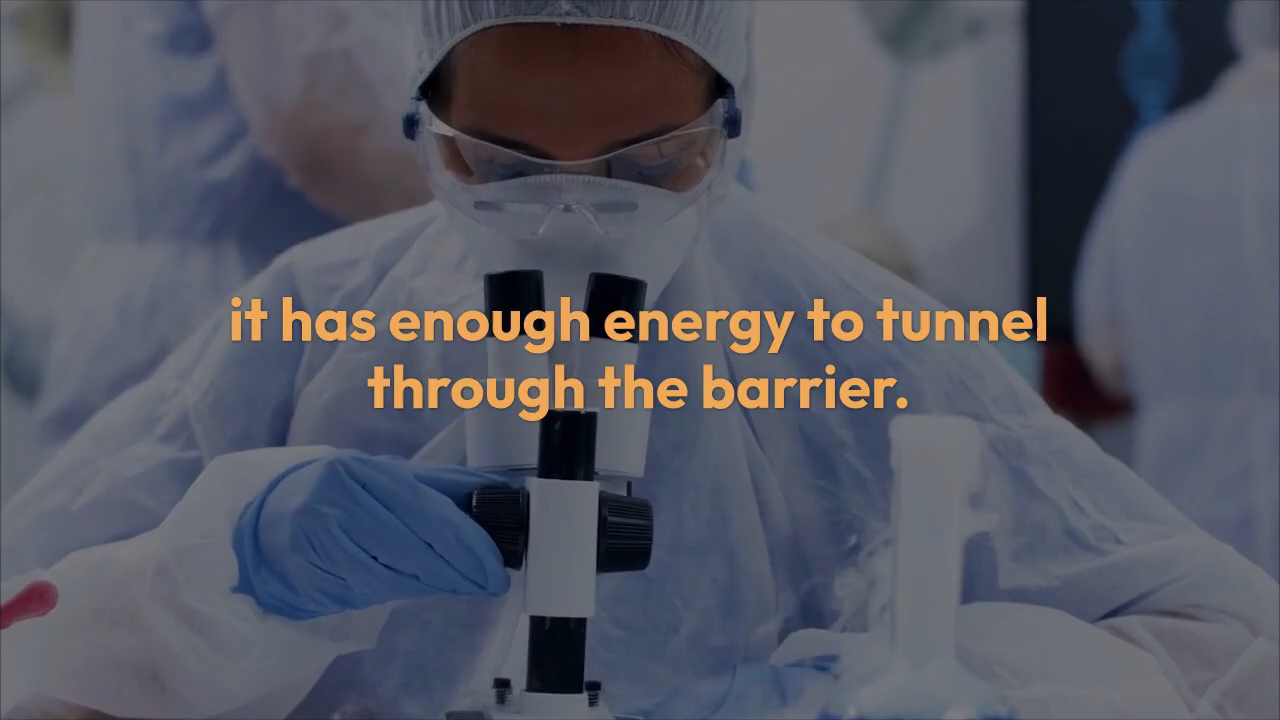 it has enough energy to tunnel
through the barrier.